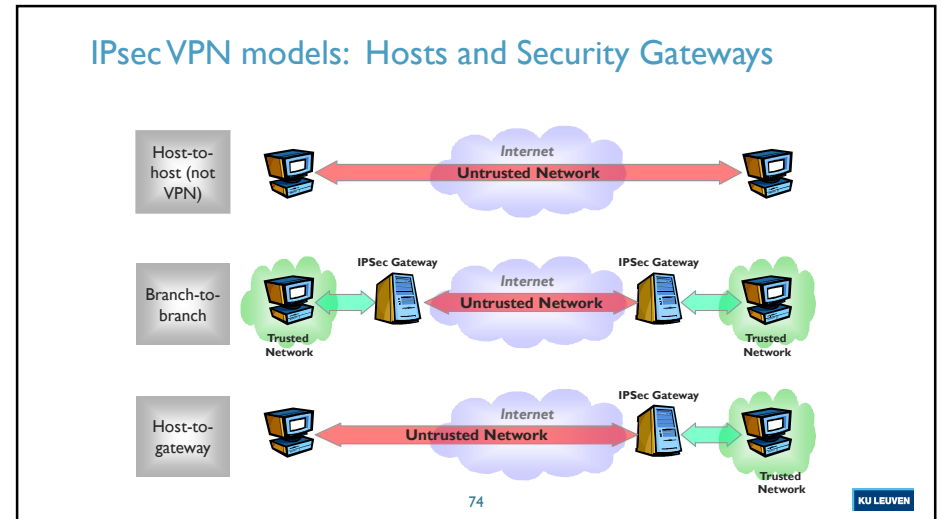 IPsec VPN models: Hosts and Security Gateways
Host-to-
host (not
VPN)
Internet
Untrusted Network
Branch-to-
branch
Trusted
Network
IPSec Gateway
Internet
Untrusted Network
IPSec Gateway
Trusted
Network
Host-to-
gateway
Internet
Untrusted Network
IPSec Gateway
Trusted
Network
74
KU LEUVEN